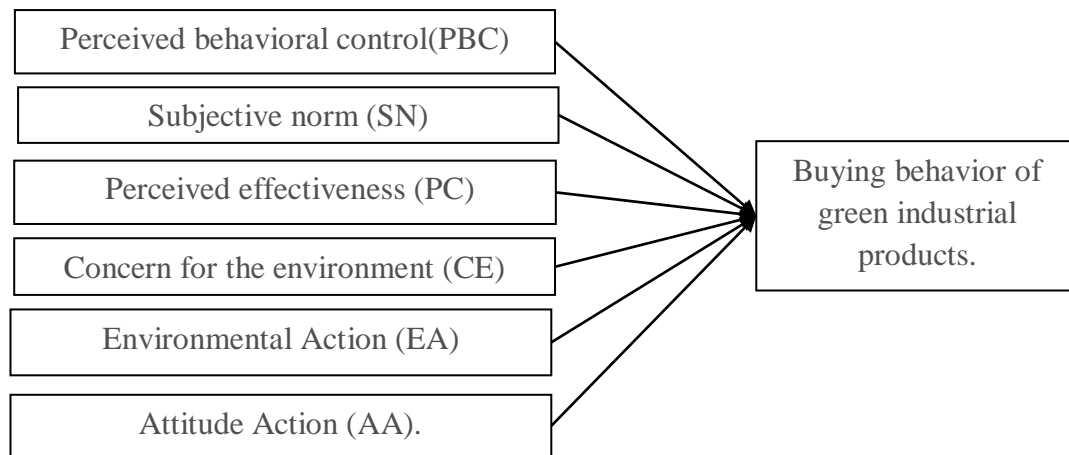 Perceived behavioral control(PBC)
Subjective norm (SN)
Perceived effectiveness (PC)
Concern for the environment (CE)
Environmental Action (EA)
Attitude Action (AA).
Buying behavior of
green industrial
products.